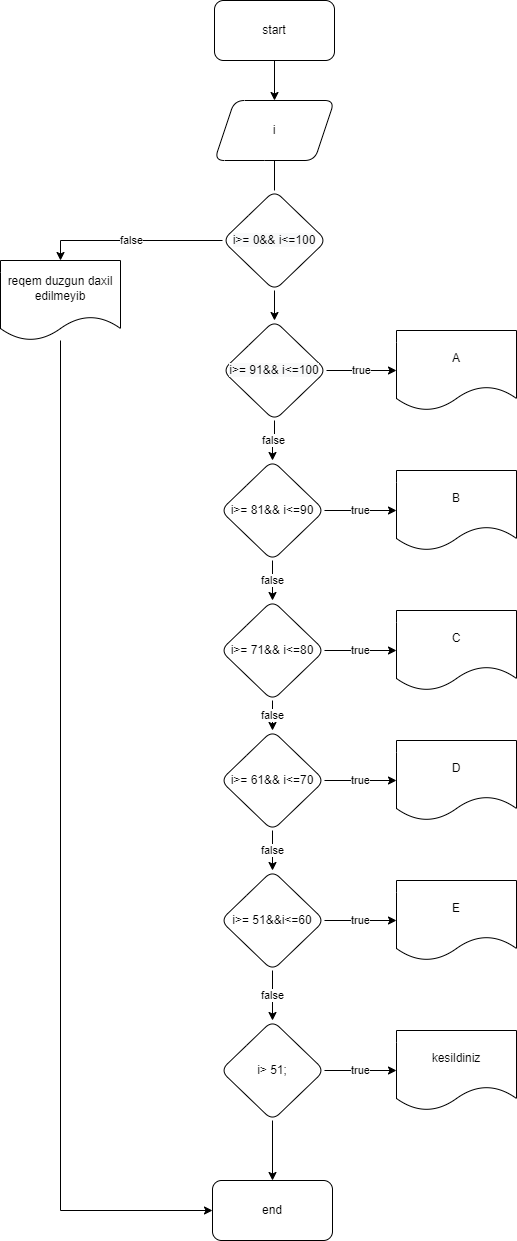 start
i
i>= 0&& i<=100
false
reqem duzgun daxil
edilmeyib
i>= 91&& i<=100
true
A
false
i>= 81&& i<=90
true
B
false
i>= 71&& i<=80
true
C
false
i>= 61&& i<=70
true
D
false
i>= 51&&i<=60
true
E
false
i> 51;
true
kesildiniz
end